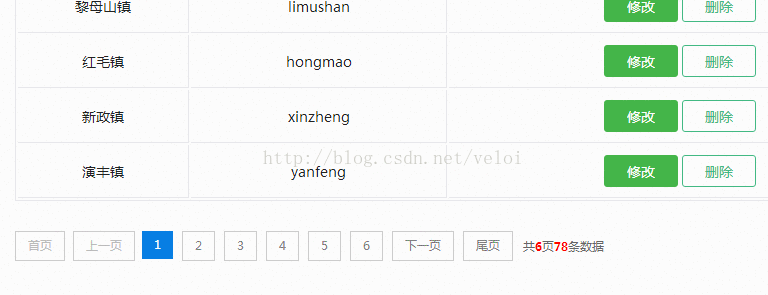 黎母山镇 limushan 修改 删除
红毛镇 hongmao 修改 删除
新政镇 xinzheng 修改 删除
http://blog.csdn.net/veloi
演丰镇 yanfeng 修改 删除
首页 上一页 1 2 3 4 5 6 下一页 尾页 共6页78条数据